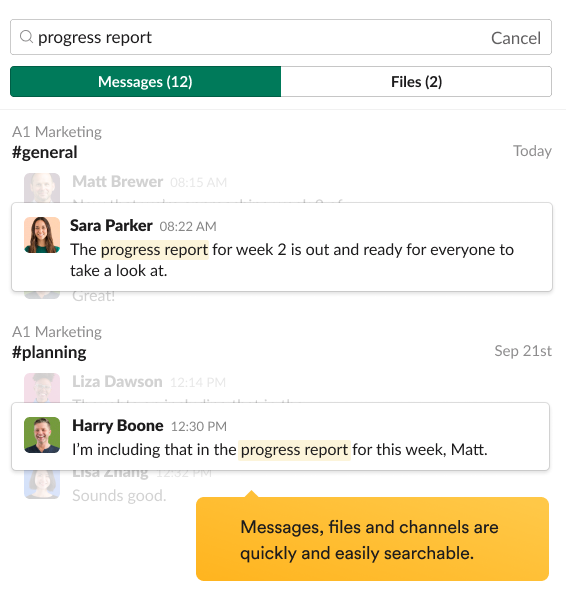 progress report
Cancel
Messages (12)
Files (2)
A1 Marketing
#general
Today
Matt Brewer 08:15 AM
Sara Parker 08:22 AM
The progress report for week 2 is out and ready for everyone to
take a look at.
Great!
A1 Marketing
#planning
Sep 21st
Liza Dawson 12:14 PM
Harry Boone 12:30 PM
I’m including that in the progress report for this week, Matt.
Lisa Zhang 12:32 PM
Sounds good.
Messages, files and channels are
quickly and easily searchable.